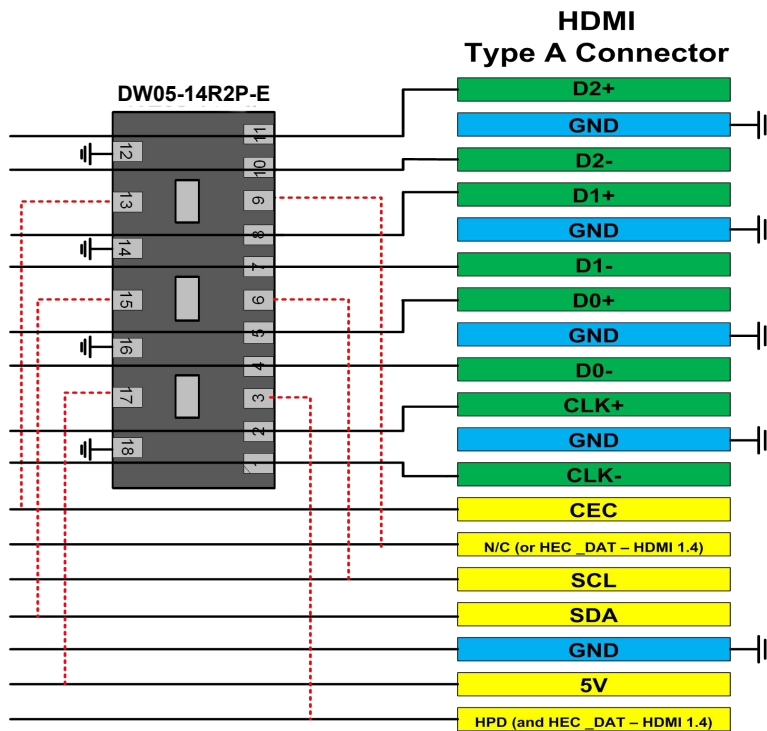 HDMI
Type A Connector
DW05-14R2P-E
D2+
GND
D2-
D1+
GND
D1-
D0+
GND
D0-
CLK+
GND
CLK-
CEC
N/C (or HEC _DAT – HDMI 1.4)
SCL
SDA
GND
5V
HPD (and HEC _DAT – HDMI 1.4)
12
13
14
15
16
17
18
11
10
9
8
7
6
5
4
3
2
1